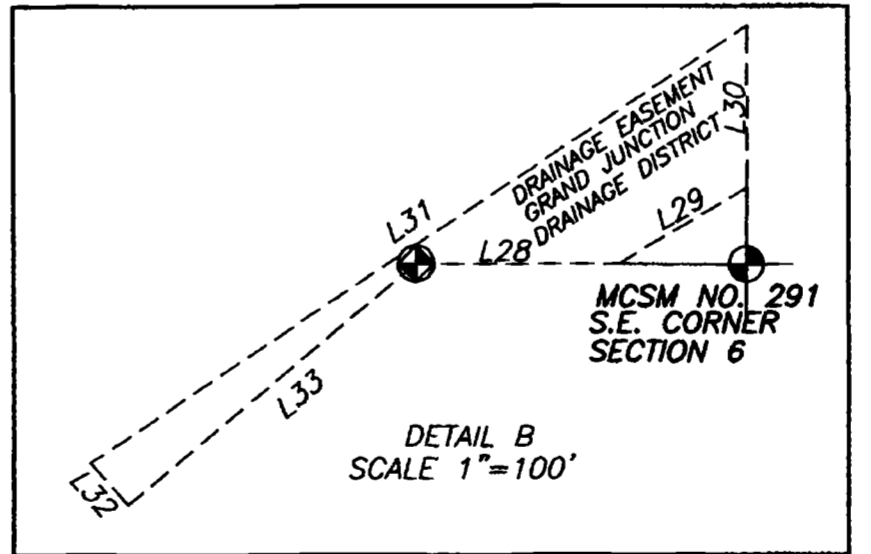 DRAINAGE EASEMENT
GRAND JUNCTION
DRAINAGE DISTRICT
L30
L29
L31
L28
MCSM NO. 291
S.E. CORNER
SECTION 6
L33
L32
DETAIL B
SCALE 1"=100'